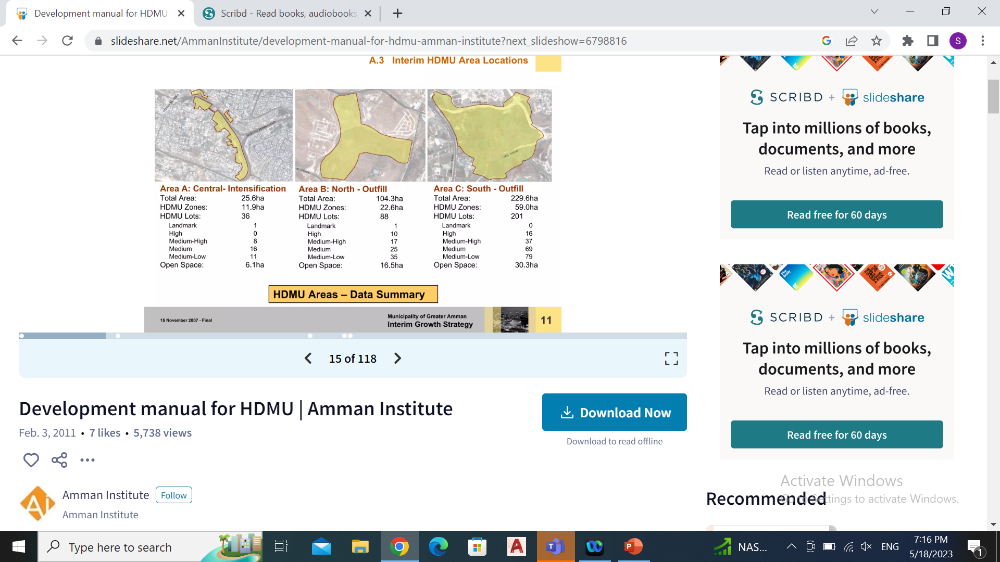 Development manual for HDMU
Scribd - Read books, audiobooks
slideshare.net/AmmanInstitute/development-manual-for-hdmu-amman-institute?next_slideshow=6798816
S
A.3 Interim HDMU Area Locations
Area A: Central- Intensification
Total Area: 25.6ha
HDMU Zones: 11.9ha
HDMU Lots: 36
Landmark 1
High 0
Medium-High 8
Medium 16
Medium-Low 11
Open Space: 6.1ha
Area B: North - Outfill
Total Area: 104.3ha
HDMU Zones: 22.6ha
HDMU Lots: 88
Landmark 1
High 10
Medium-High 17
Medium 25
Medium-Low 35
Open Space: 16.5ha
Area C: South - Outfill
Total Area: 229.6ha
HDMU Zones: 59.0ha
HDMU Lots: 201
Landmark 0
High 16
Medium-High 37
Medium 69
Medium-Low 79
Open Space: 30.3ha
HDMU Areas – Data Summary
15 November 2007 - Final
Municipality of Greater Amman
Interim Growth Strategy
11
15 of 118
Development manual for HDMU | Amman Institute
Feb. 3, 2011 • 7 likes • 5,738 views
Download Now
Download to read offline
Ai
Amman Institute
Follow
Amman Institute
SCRIBD + slideshare
Tap into millions of books,
documents, and more
Read or listen anytime, ad-free.
Read free for 60 days
The
Daily
SCRIBD + slideshare
Tap into millions of books,
documents, and more
Read or listen anytime, ad-free.
Read free for 60 days
Activate Windows
Go to Settings to activate Windows.
Recommended
Type here to search
NAS...
ENG
7:16 PM
5/18/2023
1